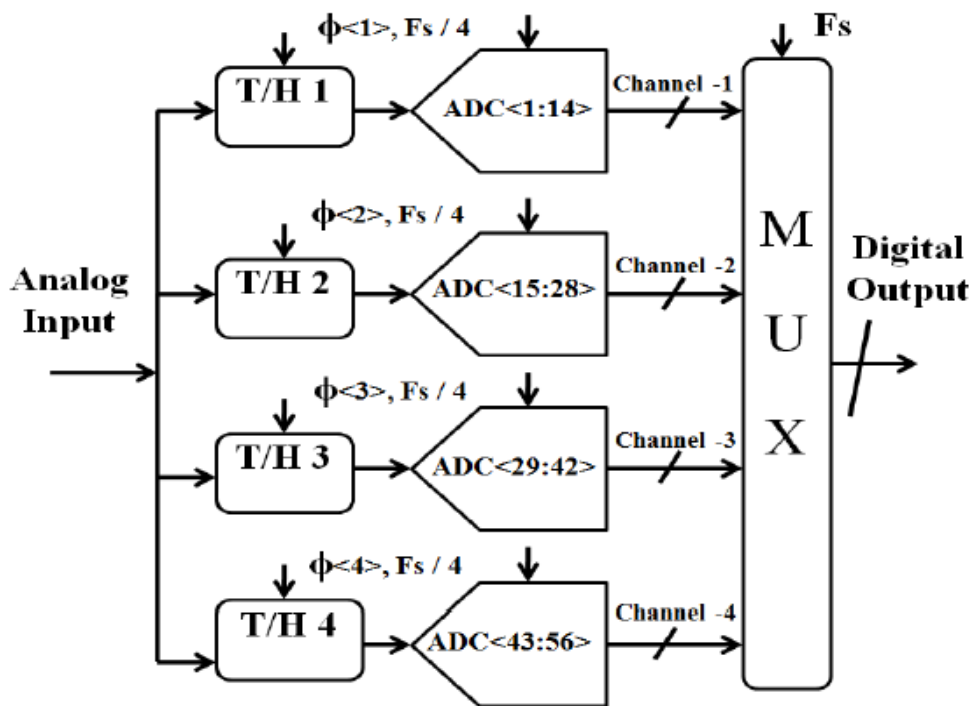 ϕ<1>, Fs / 4
Fs
T/H 1
ADC<1:14>
Channel -1
ϕ<2>, Fs / 4
T/H 2
ADC<15:28>
Channel -2
Analog
Input
ϕ<3>, Fs / 4
T/H 3
ADC<29:42>
Channel -3
ϕ<4>, Fs / 4
T/H 4
ADC<43:56>
Channel -4
M
U
X
Digital
Output